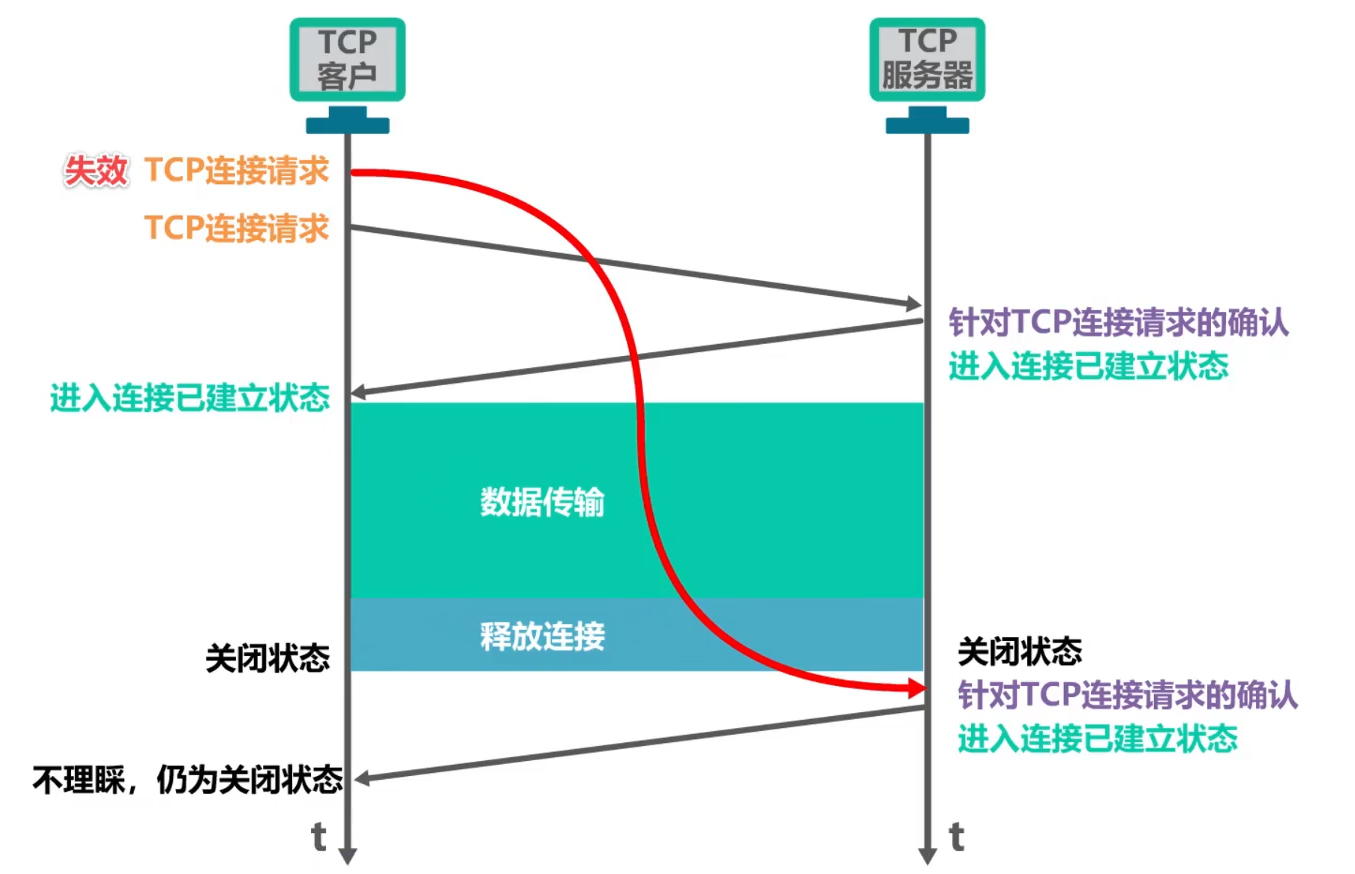 TCP
客户
TCP
服务器
失效 TCP连接请求
TCP连接请求
针对TCP连接请求的确认
进入连接已建立状态
进入连接已建立状态
数据传输
释放连接
关闭状态
关闭状态
针对TCP连接请求的确认
进入连接已建立状态
不理睬，仍为关闭状态
t
t